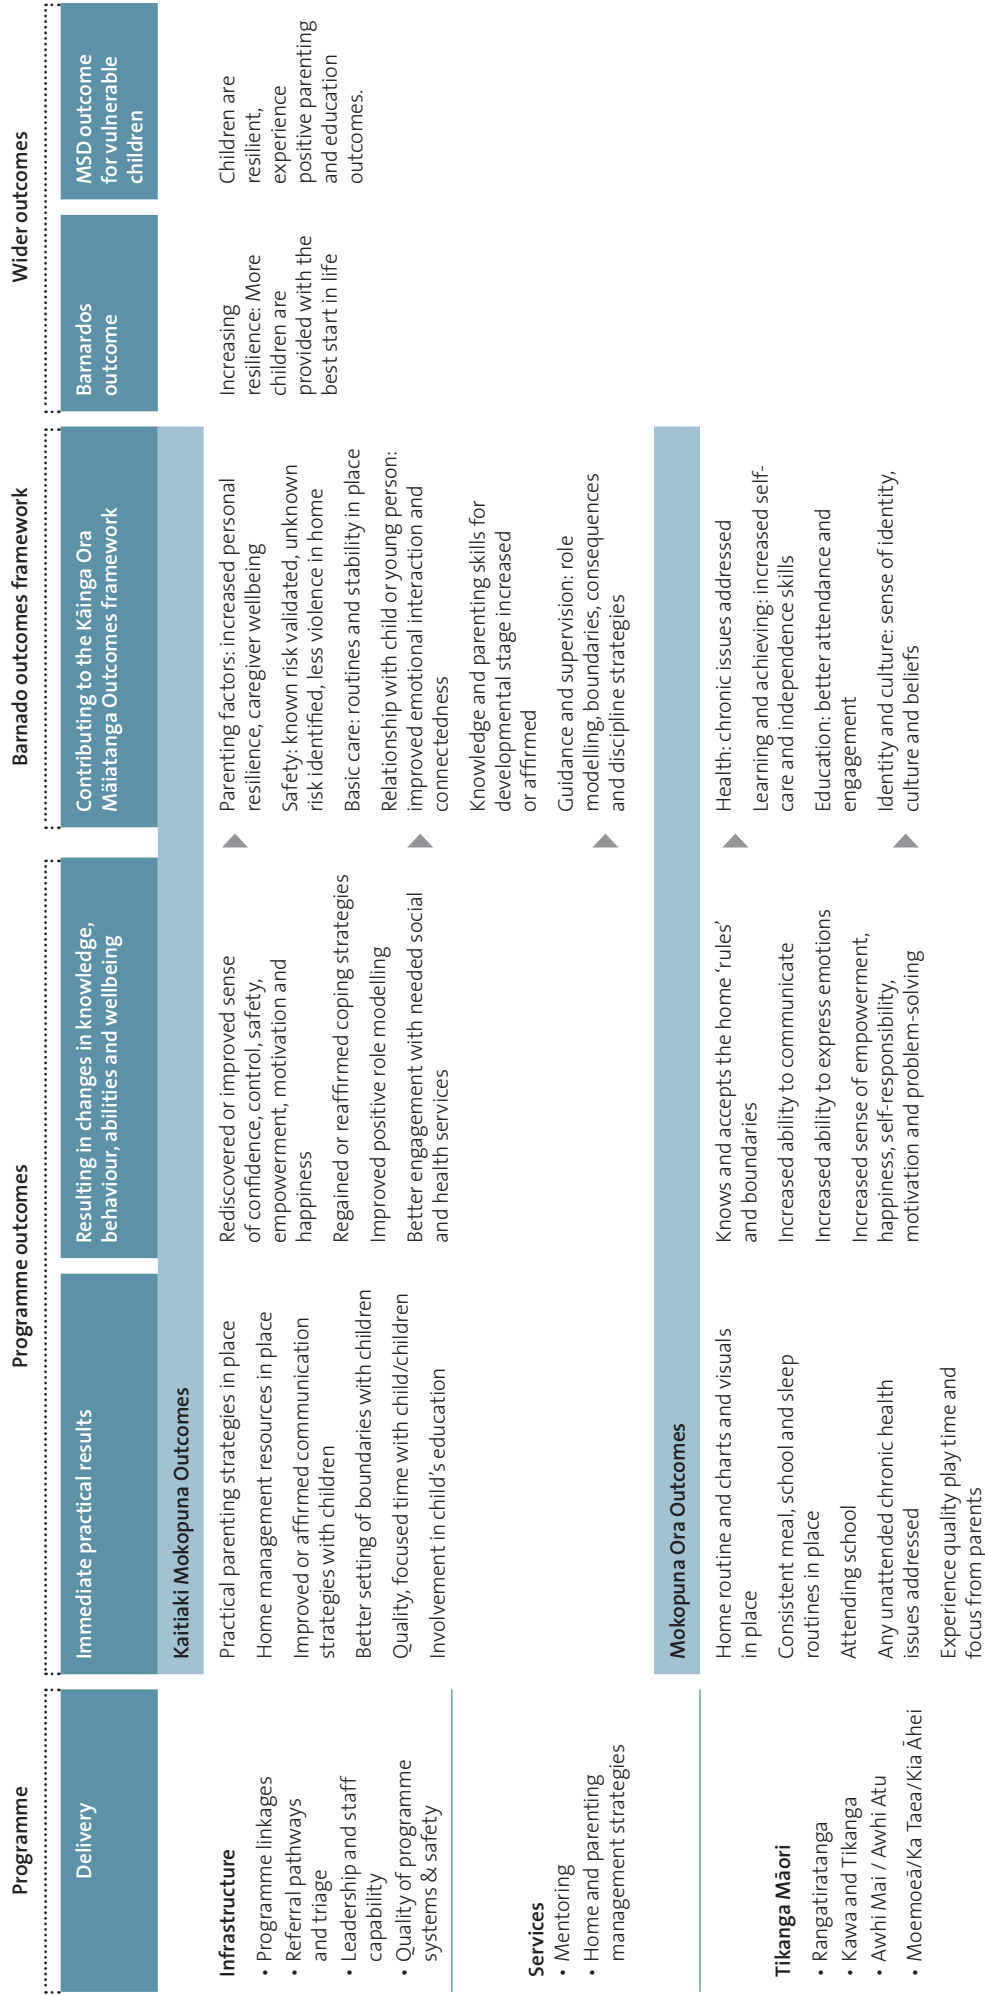 Programme
Programme outcomes
Barnado outcomes framework
Wider outcomes
Delivery
Immediate practical results
Resulting in changes in knowledge,
behaviour, abilities and wellbeing
Contributing to the Kāinga Ora
Mäiatanga Outcomes framework
Barnardos
outcome
MSD outcome
for vulnerable
children
Infrastructure
• Programme linkages
• Referral pathways
and triage
• Leadership and staff
capability
• Quality of programme
systems & safety
Services
• Mentoring
• Home and parenting
management strategies
Tikanga Māori
• Rangatiratanga
• Kawa and Tikanga
• Awhi Mai / Awhi Atu
• Moemoeā/Ka Taea/Kia Āhei
Kaitiaki Mokopuna Outcomes
Practical parenting strategies in place
Home management resources in place
Improved or affirmed communication
strategies with children
Better setting of boundaries with children
Quality, focused time with child/children
Involvement in child’s education
Rediscovered or improved sense
of confidence, control, safety,
empowerment, motivation and
happiness
Regained or reaffirmed coping strategies
Improved positive role modelling
Better engagement with needed social
and health services
Parenting factors: increased personal
resilience, caregiver wellbeing
Safety: known risk validated, unknown
risk identified, less violence in home
Basic care: routines and stability in place
Relationship with child or young person:
improved emotional interaction and
connectedness
Knowledge and parenting skills for
developmental stage increased
or affirmed
Guidance and supervision: role
modelling, boundaries, consequences
and discipline strategies
Increasing
resilience: More
children are
provided with the
best start in life
Children are
resilient,
experience
positive parenting
and education
outcomes.
Mokopuna Ora Outcomes
Home routine and charts and visuals
in place
Consistent meal, school and sleep
routines in place
Attending school
Any unattended chronic health
issues addressed
Experience quality play time and
focus from parents
Knows and accepts the home ‘rules’
and boundaries
Increased ability to communicate
Increased ability to express emotions
Increased sense of empowerment,
happiness, self-responsibility,
motivation and problem-solving
Health: chronic issues addressed
Learning and achieving: increased self-
care and independence skills
Education: better attendance and
engagement
Identity and culture: sense of identity,
culture and beliefs